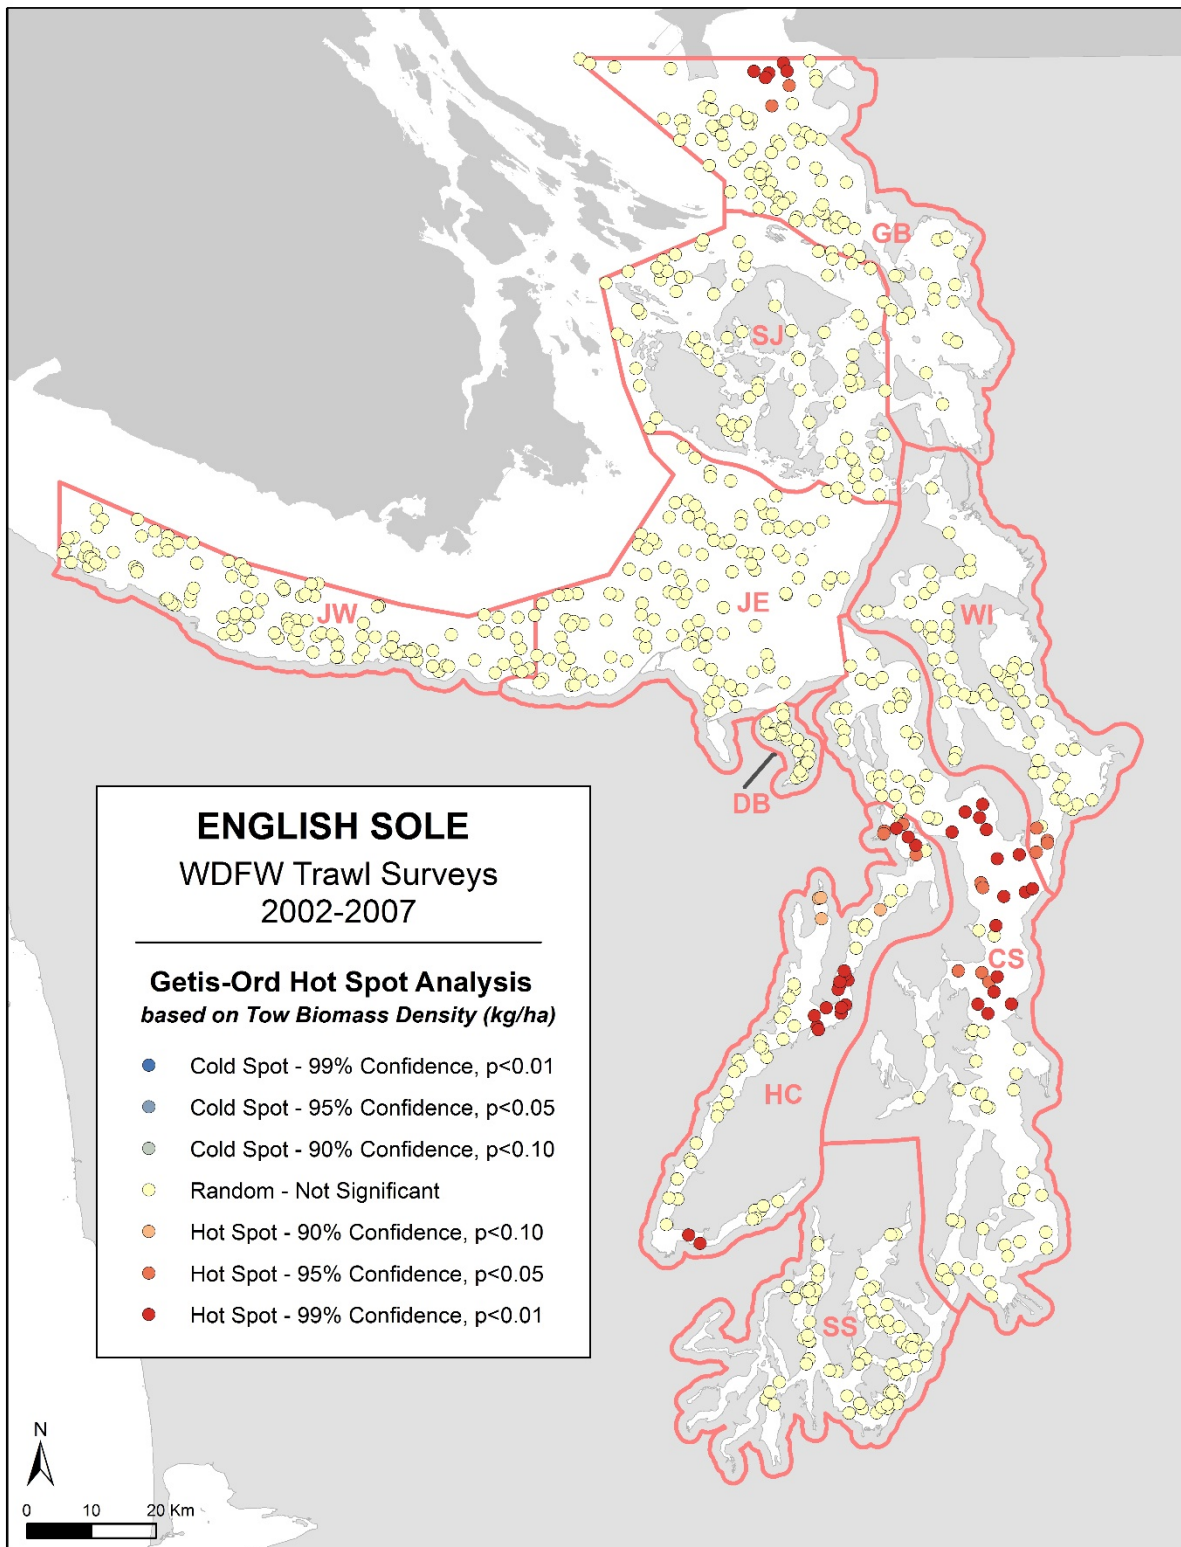 GB
SJ
JW
JE
WI
DB
CS
HC
SS
ENGLISH SOLE
WDFW Trawl Surveys
2002-2007
Getis-Ord Hot Spot Analysis
based on Tow Biomass Density (kg/ha)
Cold Spot - 99% Confidence, p<0.01
Cold Spot - 95% Confidence, p<0.05
Cold Spot - 90% Confidence, p<0.10
Random - Not Significant
Hot Spot - 90% Confidence, p<0.10
Hot Spot - 95% Confidence, p<0.05
Hot Spot - 99% Confidence, p<0.01
N
0 10 20 Km